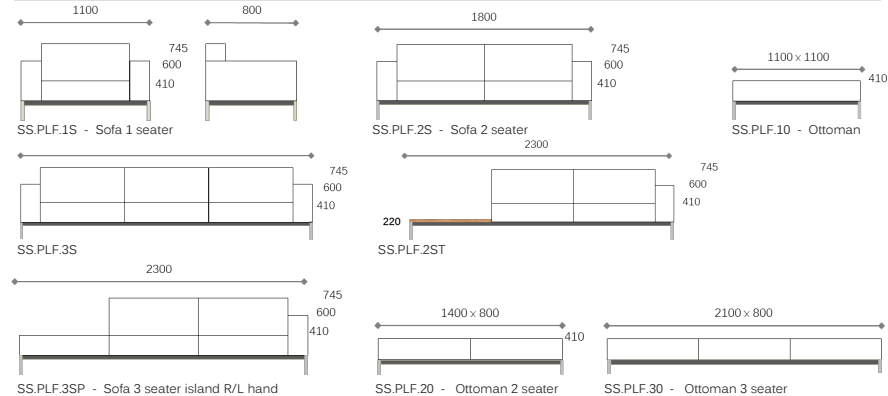 1100
800
745
600
410
SS.PLF.1S - Sofa 1 seater
1800
745
600
410
SS.PLF.2S - Sofa 2 seater
1100 x 1100
410
SS.PLF.10 - Ottoman
745
600
410
SS.PLF.3S
2300
745
600
410
220
SS.PLF.2ST
2300
745
600
410
SS.PLF.3SP - Sofa 3 seater island R/L hand
1400 x 800
410
SS.PLF.20 - Ottoman 2 seater
2100 x 800
SS.PLF.30 - Ottoman 3 seater